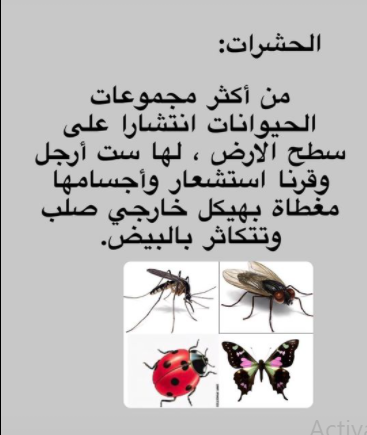 الحشرات:
من أكثر مجموعات
الحيوانات انتشارا على
سطح الارض ، لها ست أرجل
وقرنا استشعار وأجسامها
مغطاة بهيكل خارجي صلب
وتتكاثر بالبيض.
Activa